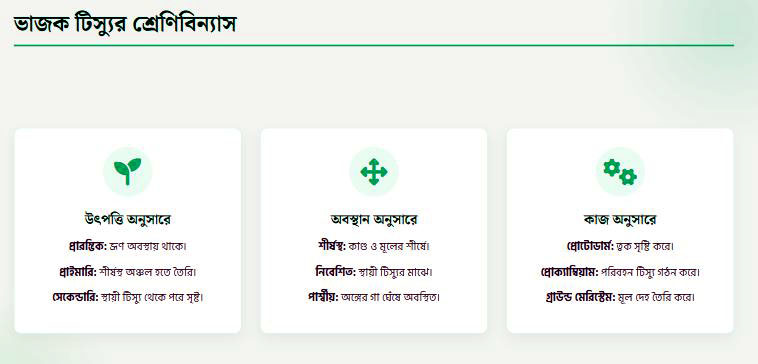 ভাজক টিস্যুর শ্রেণিবিন্যাস
উৎপত্তি অনুসারে
প্রারম্ভিক: ভ্রূণ অবস্থায় থাকে।
প্রাইমারি: শীর্ষস্থ অঞ্চল হতে তৈরি।
সেকেন্ডারি: স্থায়ী টিস্যু থেকে পরে সৃষ্ট।
অবস্থান অনুসারে
শীর্ষস্থ: কাণ্ড ও মূলের শীর্ষে।
নিবেশিত: স্থায়ী টিস্যুর মাঝে।
পার্শ্বীয়: অঙ্গের গা ঘেঁষে অবস্থিত।
কাজ অনুসারে
প্রোটোডার্ম: ত্বক সৃষ্টি করে।
প্রোক্যাম্বিয়াম: পরিবহন টিস্যু গঠন করে।
গ্রাউন্ড মেরিস্টেম: মূল দেহ তৈরি করে।